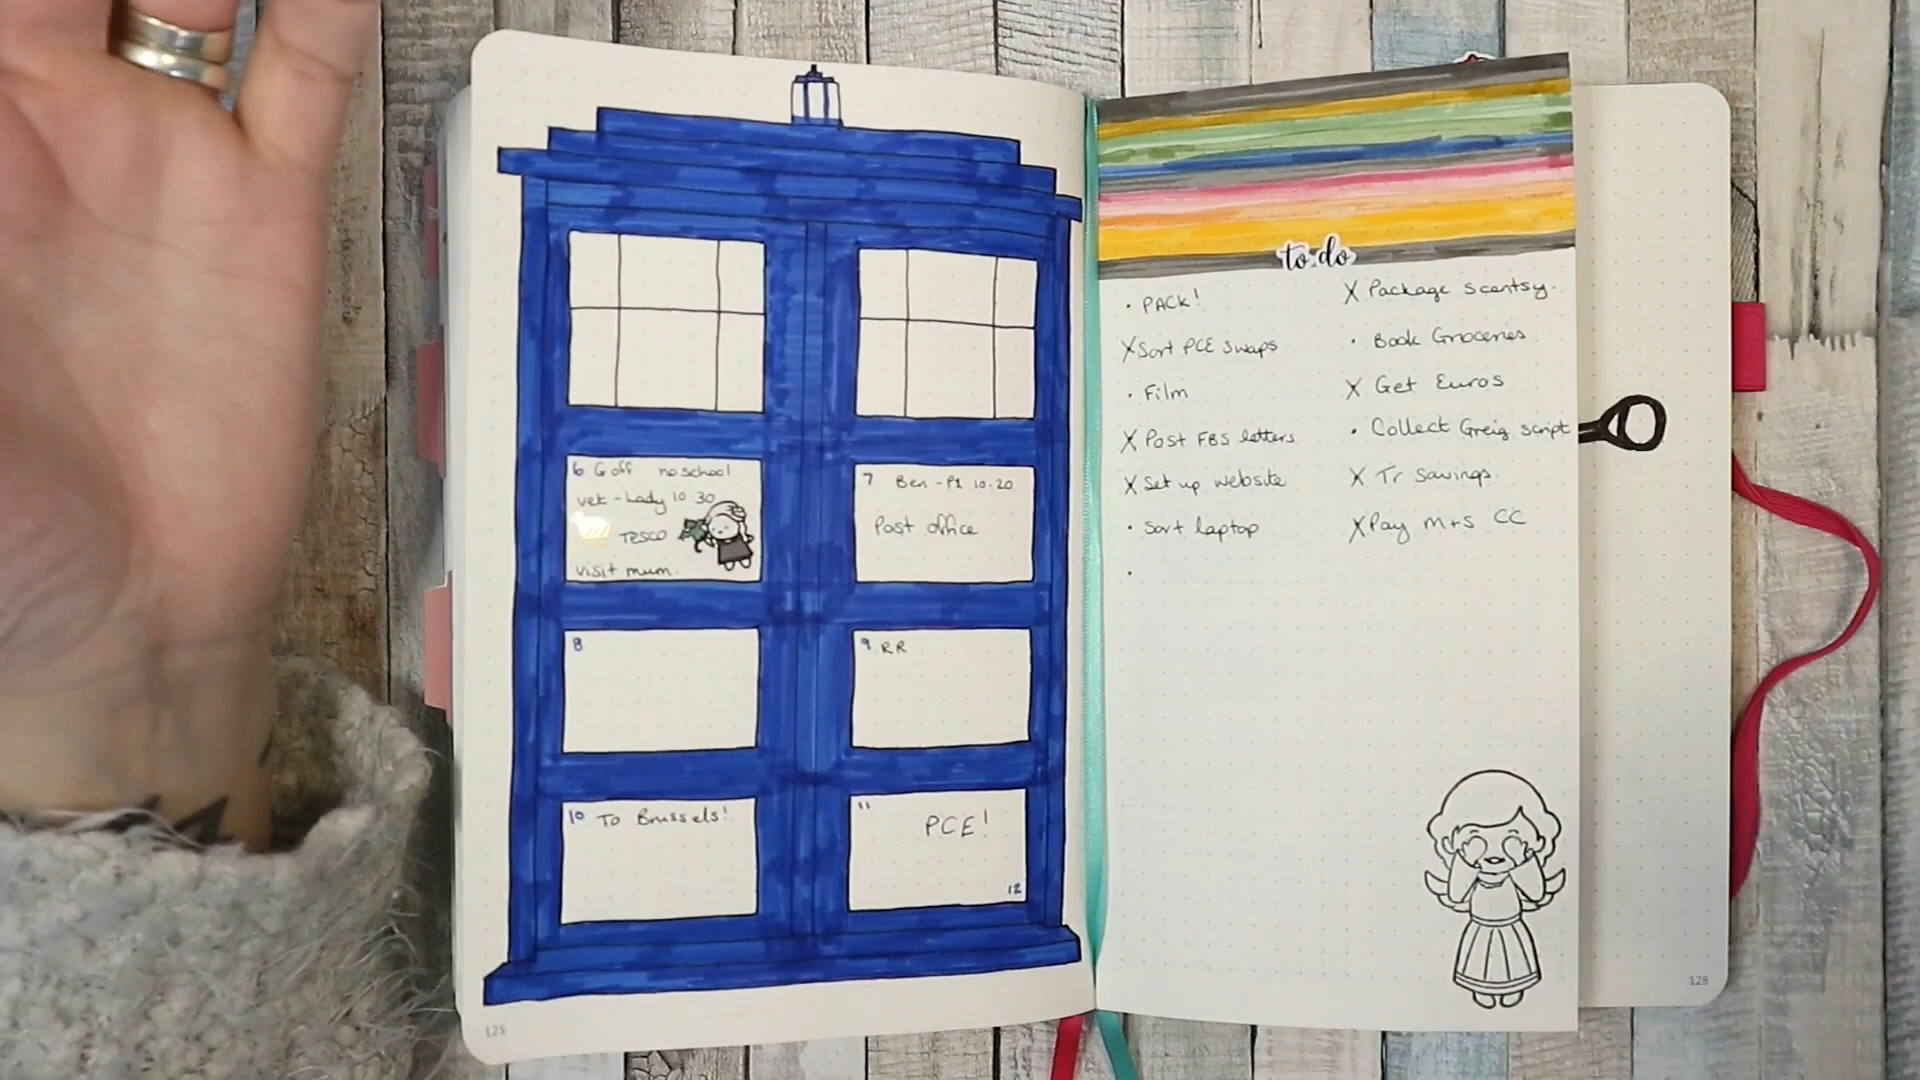 6 G off no school
vet - Lady 10 30
TESCO
visit mum.
7 Ben - P1 10.20
Post office
8
9 RR
10 To Brussels!
11
PCE!
12
125
to do
• PACK!
X Sort PCE swaps
• Film
X Post FBS letters
X Set up website
• Sort laptop
•
X Package scentsy.
• Book Groceries
X Get Euros
• Collect Greig script
X Tr Savings.
X Pay M+S CC
128